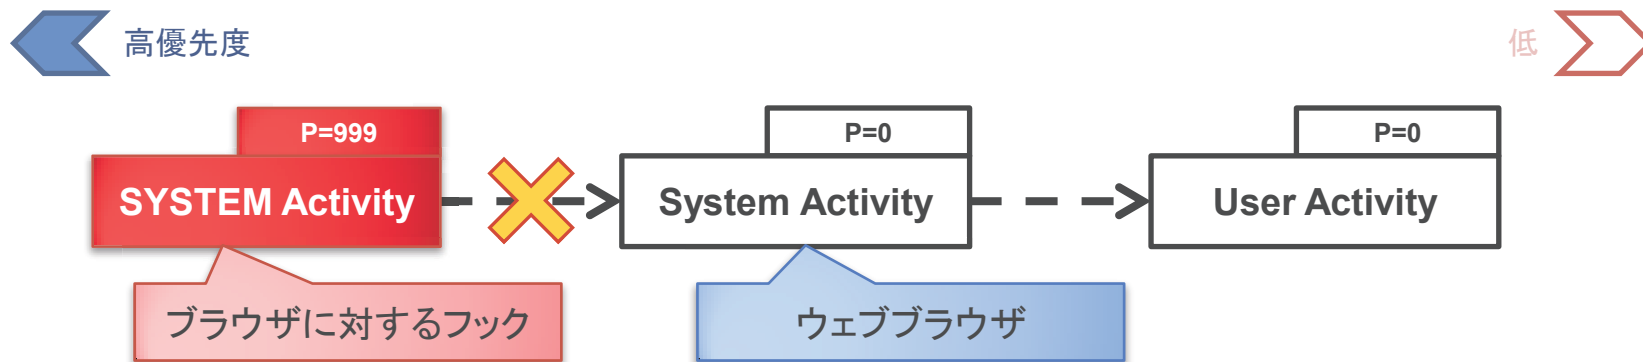 高優先度
低
P=999
P=0
P=0
SYSTEM Activity
System Activity
User Activity
ブラウザに対するフック
ウェブブラウザ